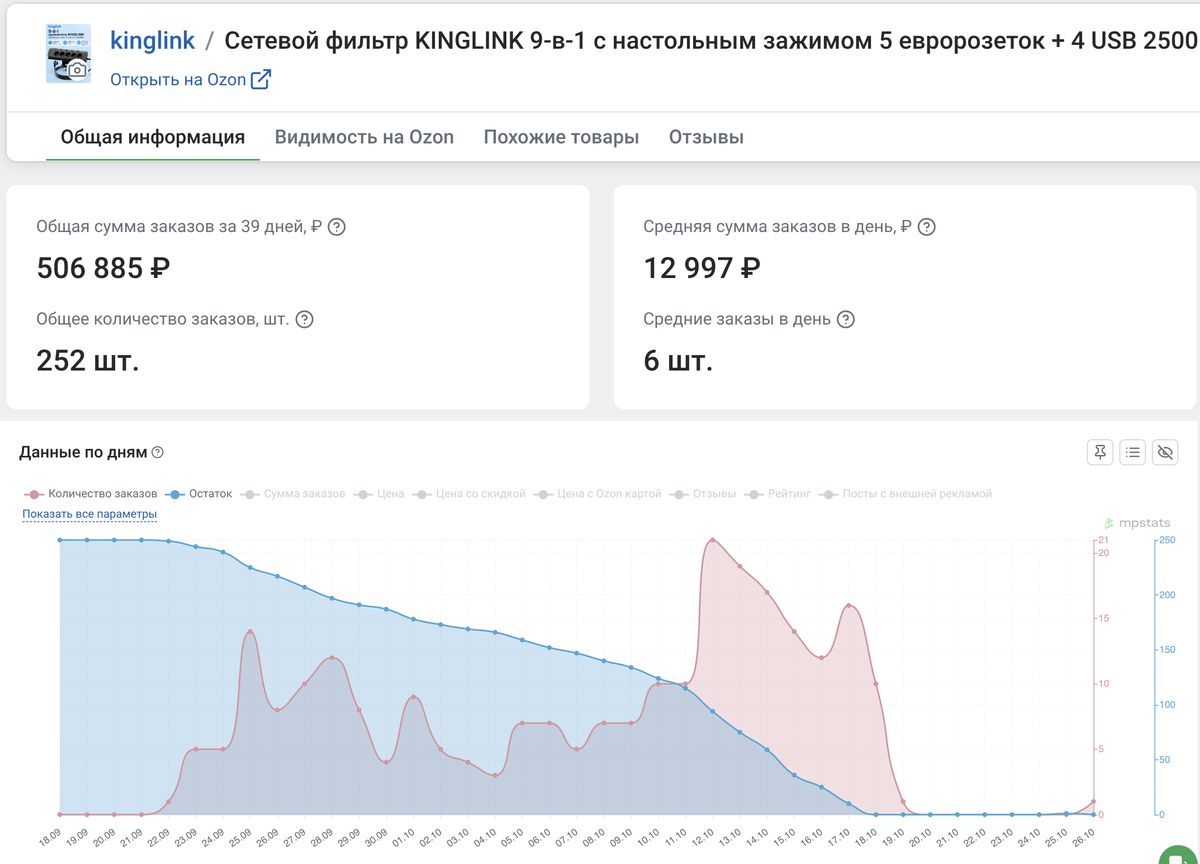 kinglink / Сетевой фильтр KINGLINK 9-в-1 с настольным зажимом 5 евророзеток + 4 USB 2500
Открыть на Ozon
Общая информация Видимость на Ozon Похожие товары Отзывы
Общая сумма заказов за 39 дней, ₽
506 885 ₽
Общее количество заказов, шт.
252 шт.
Средняя сумма заказов в день, ₽
12 997 ₽
Средние заказы в день
6 шт.
Данные по дням
Количество заказов Остаток Сумма заказов Цена Цена со скидкой Цена с Ozon картой Отзывы Рейтинг Посты с внешней рекламой
Показать все параметры
mpstats
21
20
15
10
5
0
250
200
150
100
50
0
18.09 19.09 20.09 21.09 22.09 23.09 24.09 25.09 26.09 27.09 28.09 29.09 30.09 01.10 02.10 03.10 04.10 05.10 06.10 07.10 08.10 09.10 10.10 11.10 12.10 13.10 14.10 15.10 16.10 17.10 18.10 19.10 20.10 21.10 22.10 23.10 24.10 25.10 26.10